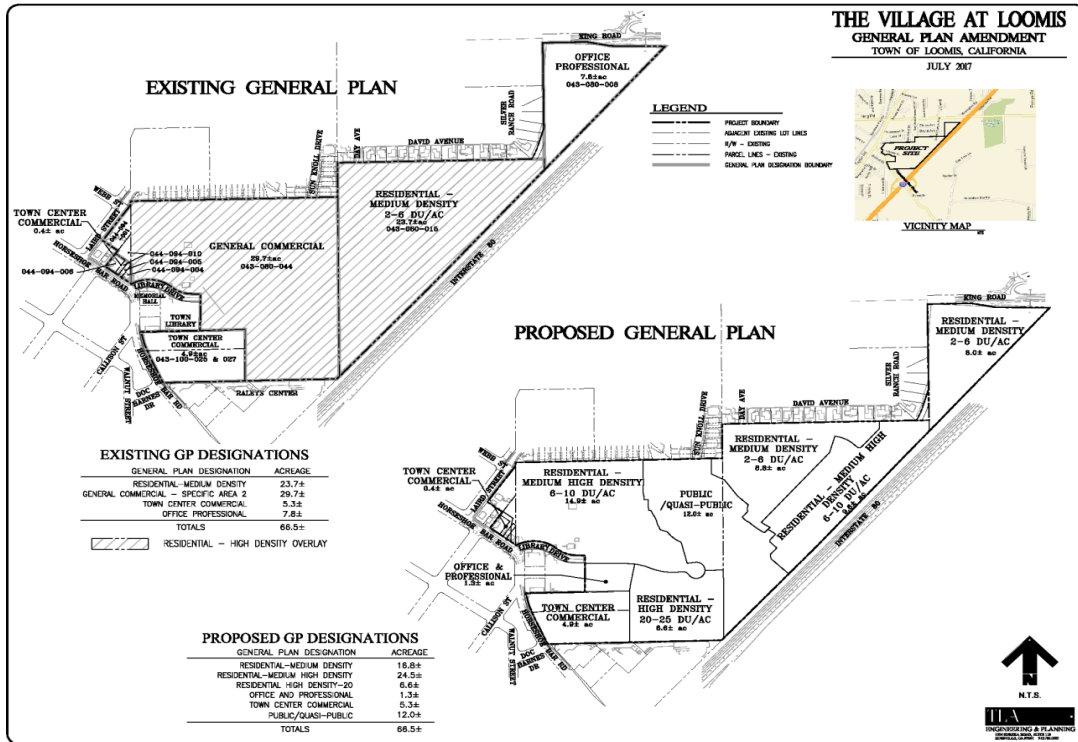 THE VILLAGE AT LOOMIS
GENERAL PLAN AMENDMENT
TOWN OF LOOMIS, CALIFORNIA
JULY 2017
EXISTING GENERAL PLAN
KING ROAD
OFFICE
PROFESSIONAL
7.8±ac
043-080-008
SILVER
RANCH ROAD
DAVID AVENUE
DAY AVE
SUN KNOLL DRIVE
LEGEND
PROJECT BOUNDARY
ADJACENT EXISTING LOT LINES
R/W - EXISTING
PARCEL LINES - EXISTING
GENERAL PLAN DESIGNATION BOUNDARY
PROJECT
SITE
VICINITY MAP
NTS
WEBB ST
LAIRD STREET
TOWN CENTER
COMMERCIAL
0.4± ac
HORSESHOE BAR ROAD
044-094-010
044-094-005
044-094-004
044-094-006
GENERAL COMMERCIAL
29.7±ac
043-080-044
RESIDENTIAL -
MEDIUM DENSITY
2-6 DU/AC
23.7±ac
043-080-015
INTERSTATE 80
LIBRARY DRIVE
MEMORIAL
HALL
TOWN
LIBRARY
TOWN CENTER
COMMERCIAL
4.9±ac
043-100-025 & 027
CALLISON ST
WALNUT STREET
DOC
BARNES
DR
HORSESHOE BAR RD
RALEYS CENTER
EXISTING GP DESIGNATIONS
GENERAL PLAN DESIGNATION ACREAGE
RESIDENTIAL-MEDIUM DENSITY 23.7±
GENERAL COMMERCIAL - SPECIFIC AREA 2 29.7±
TOWN CENTER COMMERCIAL 5.3±
OFFICE PROFESSIONAL 7.8±
TOTALS 66.5±
RESIDENTIAL - HIGH DENSITY OVERLAY
PROPOSED GENERAL PLAN
KING ROAD
RESIDENTIAL -
MEDIUM DENSITY
2-6 DU/AC
8.0± ac
SILVER
RANCH ROAD
DAVID AVENUE
DAY AVE
SUN KNOLL DRIVE
RESIDENTIAL -
MEDIUM DENSITY
2-6 DU/AC
8.8± ac
RESIDENTIAL - MEDIUM HIGH
DENSITY
6-10 DU/AC
9.6± ac
INTERSTATE 80
WEBB ST
LAIRD STREET
TOWN CENTER
COMMERCIAL
0.4± ac
HORSESHOE BAR ROAD
RESIDENTIAL -
MEDIUM HIGH DENSITY
6-10 DU/AC
14.9± ac
PUBLIC
/QUASI-PUBLIC
12.0± ac
LIBRARY DRIVE
OFFICE &
PROFESSIONAL
1.3± ac
TOWN CENTER
COMMERCIAL
4.9± ac
RESIDENTIAL -
HIGH DENSITY
20-25 DU/AC
6.6± ac
CALLISON ST
WALNUT STREET
DOC
BARNES
DR
HORSESHOE BAR RD
PROPOSED GP DESIGNATIONS
GENERAL PLAN DESIGNATION ACREAGE
RESIDENTIAL-MEDIUM DENSITY 16.8±
RESIDENTIAL-MEDIUM HIGH DENSITY 24.5±
RESIDENTIAL HIGH DENSITY-20 6.6±
OFFICE AND PROFESSIONAL 1.3±
TOWN CENTER COMMERCIAL 5.3±
PUBLIC/QUASI-PUBLIC 12.0±
TOTALS 66.5±
N
N.T.S.
TLA
ENGINEERING & PLANNING